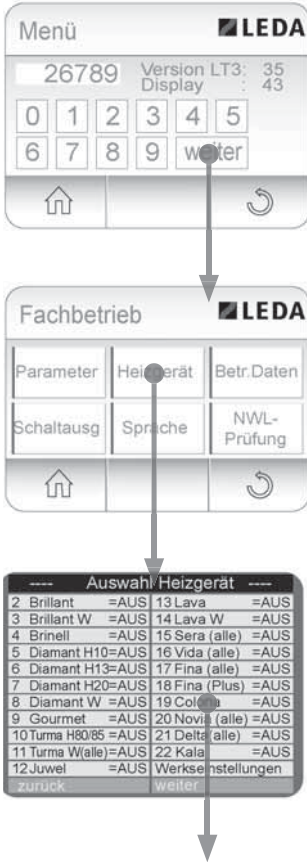 Menü LEDA
26789 Version LT3: 35
Display : 43
0 1 2 3 4 5
6 7 8 9 weiter
Fachbetrieb LEDA
Parameter Heizgerät Betr.Daten
Schaltausg Sprache NWL-
Prüfung
---- Auswahl Heizgerät ----
2 Brillant =AUS 13 Lava =AUS
3 Brillant W =AUS 14 Lava W =AUS
4 Brinell =AUS 15 Sera (alle) =AUS
5 Diamant H10=AUS 16 Vida (alle) =AUS
6 Diamant H13=AUS 17 Fina (alle) =AUS
7 Diamant H20=AUS 18 Fina (Plus) =AUS
8 Diamant W =AUS 19 Colona =AUS
9 Gourmet =AUS 20 Novia (alle) =AUS
10 Turma H80/85 =AUS 21 Delta(alle) =AUS
11 Turma W(alle)=AUS 22 Kala =AUS
12 Juwel =AUS Werkseinstellungen
zurück weiter